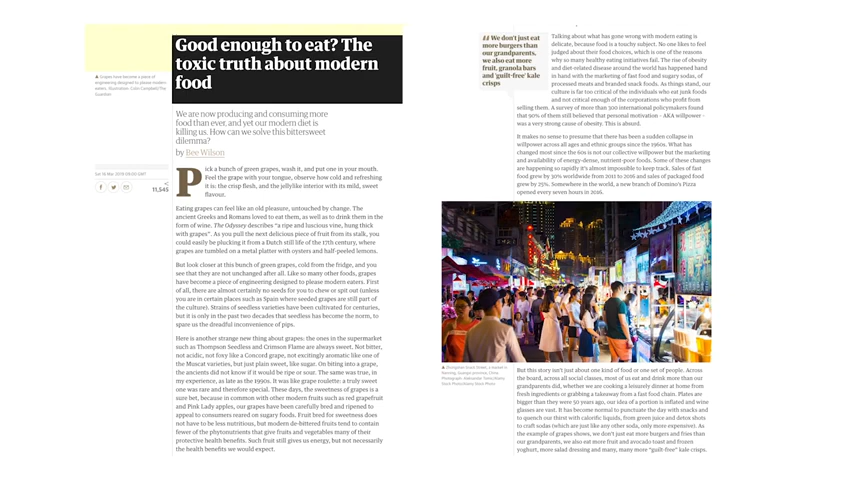 Good enough to eat? The
toxic truth about modern
food
▲ Grapes have become a piece of
engineering designed to please modern
eaters. Illustration: Colin Campbell/The
Guardian
We are now producing and consuming more
food than ever, and yet our modern diet is
killing us. How can we solve this bittersweet
dilemma?
by Bee Wilson
11,545
Pick a bunch of green grapes, wash it, and put one in your mouth.
Feel the grape with your tongue, observe how cold and refreshing
it is: the crisp flesh, and the jellylike interior with its mild, sweet
flavour.
Eating grapes can feel like an old pleasure, untouched by change. The
ancient Greeks and Romans loved to eat them, as well as to drink them in the
form of wine. The Odyssey describes “a ripe and luscious vine, hung thick
with grapes”. As you pull the next delicious piece of fruit from its stalk, you
could easily be plucking it from a Dutch still life of the 17th century, where
grapes are tumbled on a metal platter with oysters and half-peeled lemons.
But look closer at this bunch of green grapes, cold from the fridge, and you
see that they are not unchanged after all. Like so many other foods, grapes
have become a piece of engineering designed to please modern eaters. First
of all, there are almost certainly no seeds for you to chew or spit out (unless
you are in certain places such as Spain where seeded grapes are still part of
the culture). Strains of seedless varieties have been cultivated for centuries,
but it is only in the past two decades that seedless has become the norm, to
spare us the dreadful inconvenience of pips.
Here is another strange new thing about grapes: the ones in the supermarket
such as Thompson Seedless and Crimson Flame are always sweet. Not bitter,
not acidic, not foxy like a Concord grape, not excitingly aromatic like one of
the Muscat varieties, but just plain sweet, like sugar. On biting into a grape,
the ancients did not know if it would be ripe or sour. The same was true, in
my experience, as late as the 1990s. It was like grape roulette: a truly sweet
one was rare and therefore special. These days, the sweetness of grapes is a
sure bet, because in common with other modern fruits such as red grapefruit
and Pink Lady apples, our grapes have been carefully bred and ripened to
appeal to consumers reared on sugary foods. Fruit bred for sweetness does
not have to be less nutritious, but modern de-bittered fruits tend to contain
fewer of the phytonutrients that give fruits and vegetables many of their
protective health benefits. Such fruit still gives us energy, but not necessarily
the health benefits we would expect.
“We don't just eat
more burgers than
our grandparents,
we also eat more
fruit, granola bars
and 'guilt-free' kale
crisps
Talking about what has gone wrong with modern eating is
delicate, because food is a touchy subject. No one likes to feel
judged about their food choices, which is one of the reasons
why so many healthy eating initiatives fail. The rise of obesity
and diet-related disease around the world has happened hand
in hand with the marketing of fast food and sugary sodas, of
processed meats and branded snack foods. As things stand, our
culture is far too critical of the individuals who eat junk foods
and not critical enough of the corporations who profit from
selling them. A survey of more than 300 international policymakers found
that 90% of them still believed that personal motivation - AKA willpower -
was a very strong cause of obesity. This is absurd.
It makes no sense to presume that there has been a sudden collapse in
willpower across all ages and ethnic groups since the 1960s. What has
changed most since the 60s is not our collective willpower but the marketing
and availability of energy-dense, nutrient-poor foods. Some of these changes
are happening so rapidly it's almost impossible to keep track. Sales of fast
food grew by 30% worldwide from 2011 to 2016 and sales of packaged food
grew by 25%. Somewhere in the world, a new branch of Domino's Pizza
opened every seven hours in 2016.
But this story isn't just about one kind of food or one set of people. Across
the board, across all social classes, most of us eat and drink more than our
grandparents did, whether we are cooking a leisurely dinner at home from
fresh ingredients or grabbing a takeaway from a fast food chain. Plates are
bigger than they were 50 years ago, our idea of a portion is inflated and wine
glasses are vast. It has become normal to punctuate the day with snacks and
to quench our thirst with calorific liquids, from green juice and detox shots
to craft sodas (which are just like any other soda, only more expensive). As
the example of grapes shows, we don't just eat more burgers and fries than
our grandparents, we also eat more fruit and avocado toast and frozen
yoghurt, more salad dressing and many, many more “guilt-free” kale crisps.